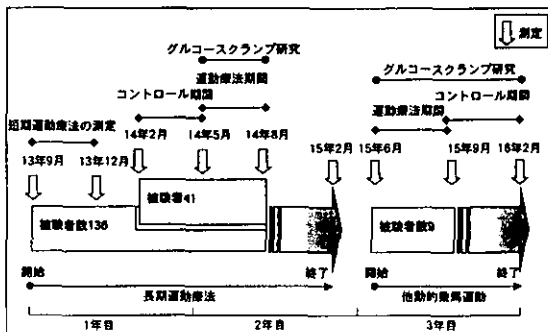 測定
グルコースクランプ研究
運動療法期間
コントロール期間
短期運動療法の測定
グルコースクランプ研究
コントロール期間
運動療法期間
13年9月
13年12月
14年2月
14年5月
14年8月
15年2月
15年6月
15年9月
16年2月
被験者41
被験者数136
被験者数9
開始
終了
開始
終了
長期運動療法
他動的乗馬運動
1年目
2年目
3年目